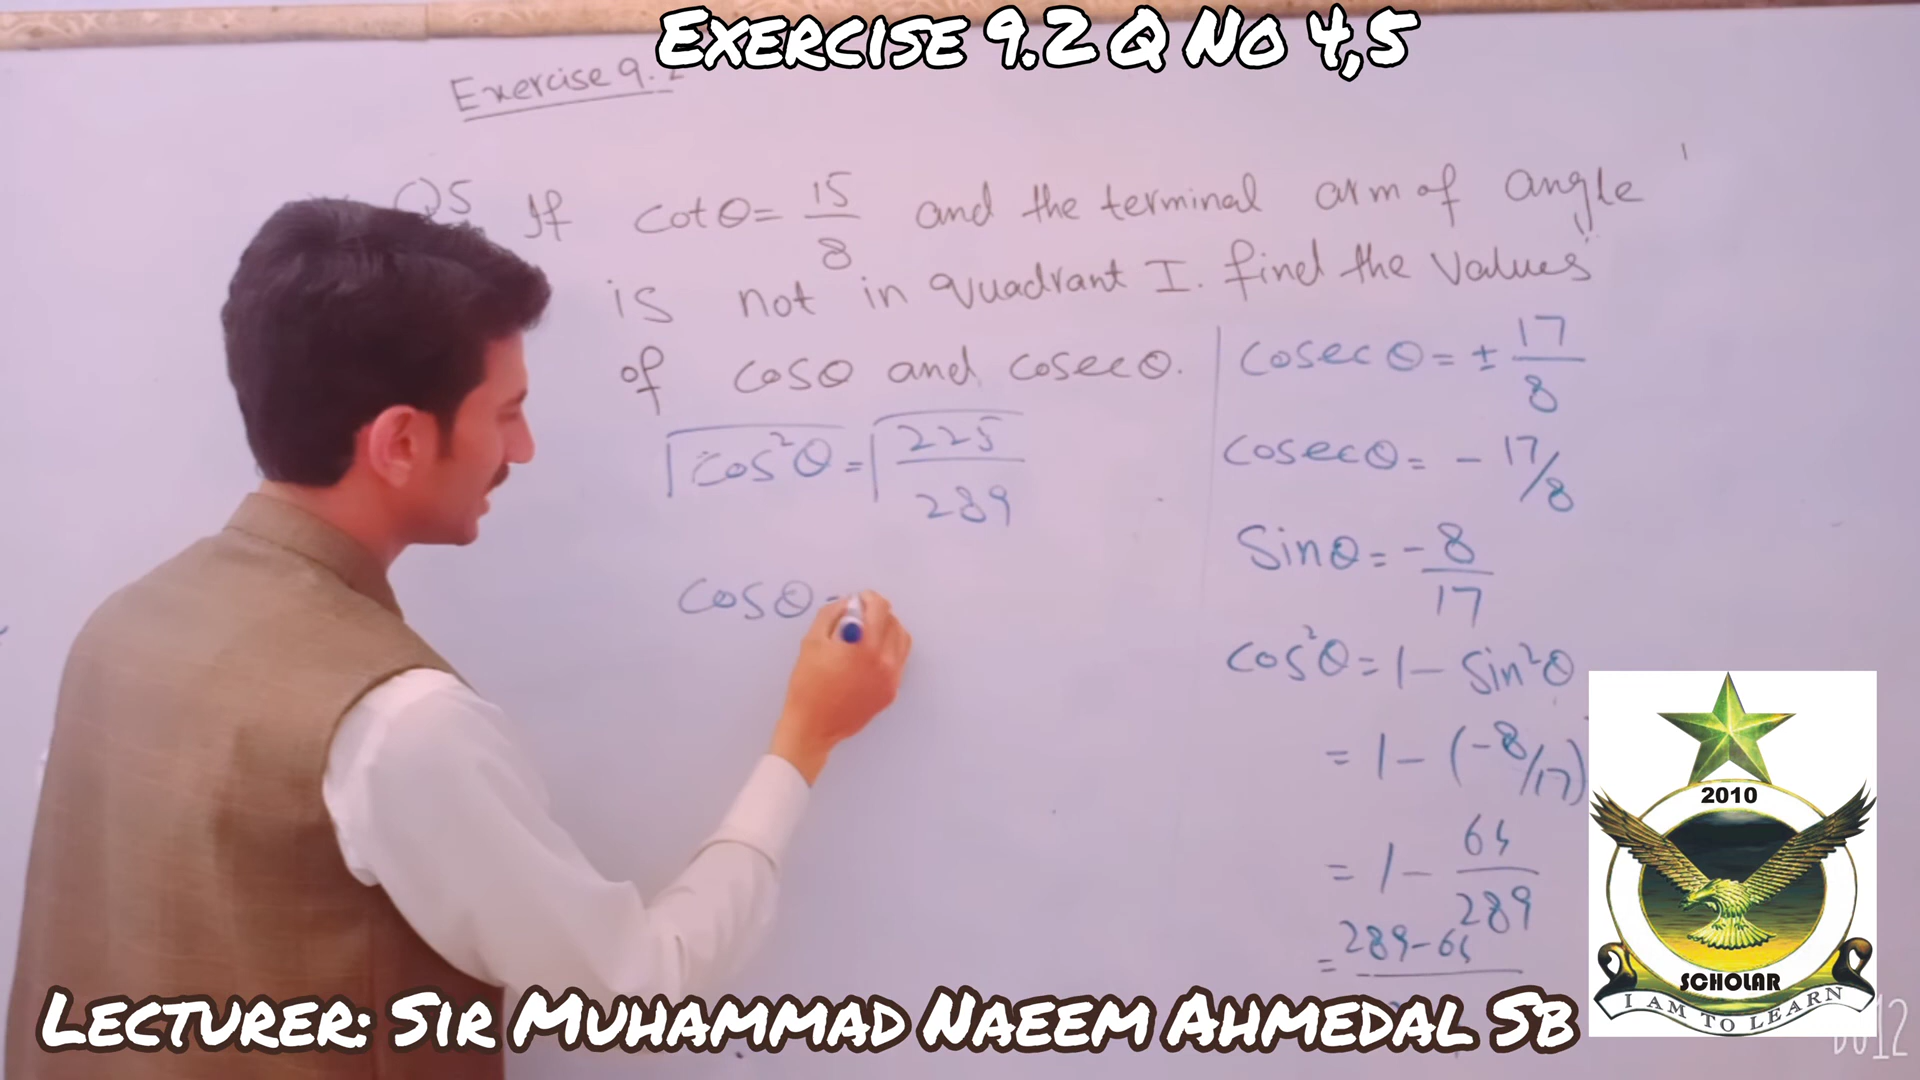 Exercise 9.2 Q No 4,5
Exercise 9.2
Q5 If cotθ = 15/8 and the terminal arm of angle
is not in quadrant I. find the values
of cosθ and cosecθ.
√cos²θ = √225/289
cosθ =
cosecθ = ± 17/8
cosecθ = - 17/8
Sinθ = -8/17
cos²θ = 1 - Sin²θ
= 1 - (-8/17)
= 1 - 64/289
= 289-64
2010
SCHOLAR
I AM TO LEARN
Lecturer: Sir Muhammad Naeem Ahmedal Sb